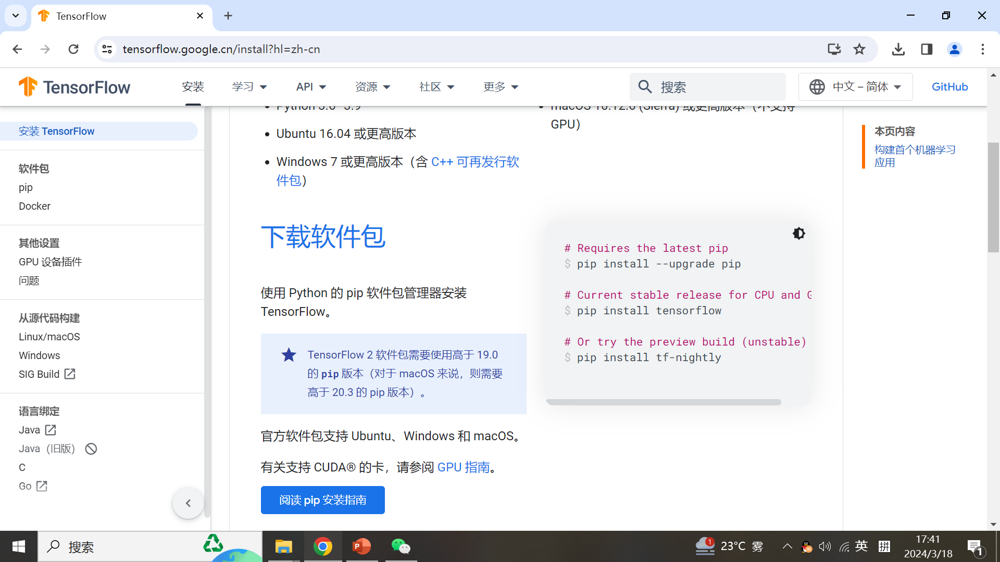 TensorFlow
tensorflow.google.cn/install?hl=zh-cn
TensorFlow
安装
学习
API
资源
社区
更多
搜索
中文 – 简体
GitHub
安装 TensorFlow
软件包
pip
Docker
其他设置
GPU 设备插件
问题
从源代码构建
Linux/macOS
Windows
SIG Build
语言绑定
Java
Java（旧版）
C
Go
Python 3.6–3.9
Ubuntu 16.04 或更高版本
Windows 7 或更高版本（含 C++ 可再发行软
件包）
macOS 10.12.6 (Sierra) 或更高版本（不支持
GPU）
下载软件包
使用 Python 的 pip 软件包管理器安装
TensorFlow。
TensorFlow 2 软件包需要使用高于 19.0
的 pip 版本（对于 macOS 来说，则需要
高于 20.3 的 pip 版本）。
官方软件包支持 Ubuntu、Windows 和 macOS。
有关支持 CUDA® 的卡，请参阅 GPU 指南。
阅读 pip 安装指南
# Requires the latest pip
$ pip install --upgrade pip
# Current stable release for CPU and G
$ pip install tensorflow
# Or try the preview build (unstable)
$ pip install tf-nightly
本页内容
构建首个机器学习
应用
搜索
P
1
23°C 雾
英
拼
17:41
2024/3/18
1